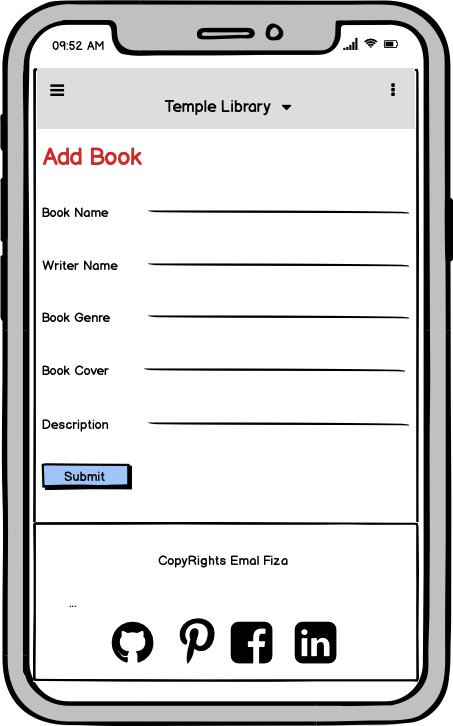 09:52 AM
Temple Library
Add Book
Book Name
Writer Name
Book Genre
Book Cover
Description
Submit
CopyRights Emal Fiza
...